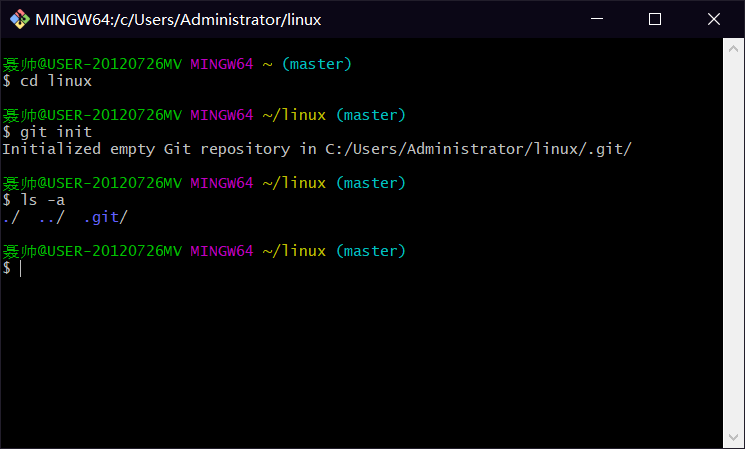 MINGW64:/c/Users/Administrator/linux
聂帅@USER-20120726MV MINGW64 ~ (master)
$ cd linux
聂帅@USER-20120726MV MINGW64 ~/linux (master)
$ git init
Initialized empty Git repository in C:/Users/Administrator/linux/.git/
聂帅@USER-20120726MV MINGW64 ~/linux (master)
$ ls -a
./  ../  .git/
聂帅@USER-20120726MV MINGW64 ~/linux (master)
$